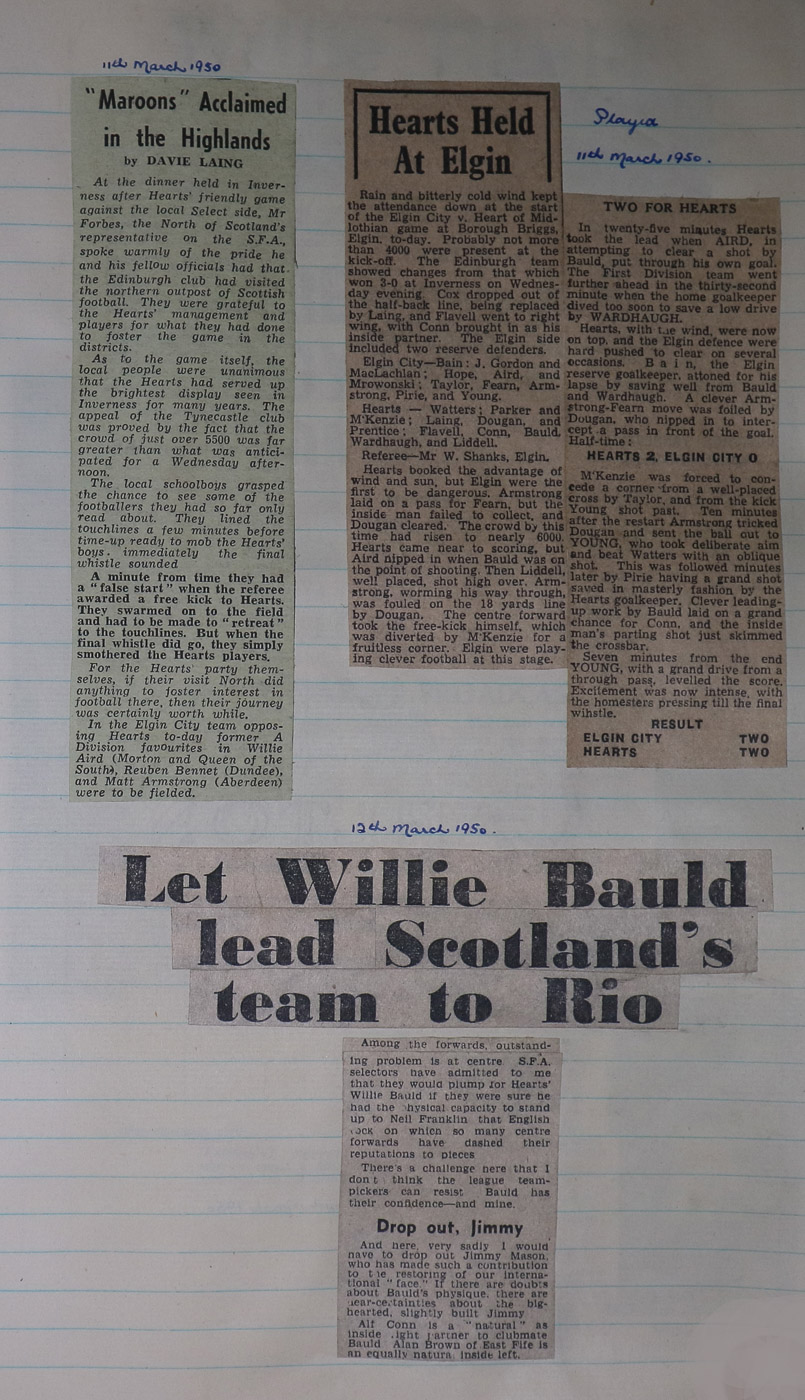 11th March 1950
"Maroons" Acclaimed
in the Highlands
by DAVIE LAING
At the dinner held in Inver-
ness after Hearts' friendly game
against the local Select side, Mr
Forbes, the North of Scotland's
representative on the S.F.A.,
spoke warmly of the pride he
and his fellow officials had that
the Edinburgh club had visited
the northern outpost of Scottish
football. They were grateful to
the Hearts' management and
players for what they had done
to foster the game in the
districts.
As to the game itself, the
local people were unanimous
that the Hearts had served up
the brightest display seen in
Inverness for many years. The
appeal of the Tynecastle club
was proved by the fact that the
crowd of just over 5500 was far
greater than what was antici-
pated for a Wednesday after-
noon.
The local schoolboys grasped
the chance to see some of the
footballers they had so far only
read about. They lined the
touchlines a few minutes before
time-up ready to mob the Hearts'
boys immediately the final
whistle sounded
A minute from time they had
a "false start" when the referee
awarded a free kick to Hearts.
They swarmed on to the field
and had to be made to "retreat"
to the touchlines. But when the
final whistle did go, they simply
smothered the Hearts players.
For the Hearts' party them-
selves, if their visit North did
anything to foster interest in
football there, then their journey
was certainly worth while.
In the Elgin City team oppos-
ing Hearts to-day former A
Division favourites in Willie
Aird (Morton and Queen of the
South), Reuben Bennet (Dundee),
and Matt Armstrong (Aberdeen)
were to be fielded.
Hearts Held
At Elgin
Rain and bitterly cold wind kept
the attendance down at the start
of the Elgin City v. Heart of Mid-
lothian game at Borough Briggs,
Elgin, to-day. Probably not more
than 4000 were present at the
kick-off. The Edinburgh team
showed changes from that which
won 3-0 at Inverness on Wednes-
day evening. Cox dropped out of
the half-back line, being replaced
by Laing, and Flavell went to right
wing, with Conn brought in as his
inside partner. The Elgin side
included two reserve defenders.
Elgin City—Bain: J. Gordon and
MacLachlan; Hope, Aird, and
Mrowonski; Taylor, Fearn, Arm-
strong, Pirie, and Young.
Hearts — Watters; Parker and
M'Kenzie; Laing, Dougan, and
Prentice; Flavell, Conn, Bauld,
Wardhaugh, and Liddell.
Referee—Mr W. Shanks, Elgin.
Hearts booked the advantage of
wind and sun, but Elgin were the
first to be dangerous. Armstrong
laid on a pass for Fearn, but the
inside man failed to collect, and
Dougan cleared. The crowd by this
time had risen to nearly 6000.
Hearts came near to scoring, but
Aird nipped in when Bauld was on
the point of shooting. Then Liddell,
well placed, shot high over. Arm-
strong, worming his way through,
was fouled on the 18 yards line
by Dougan. The centre forward
took the free-kick himself, which
was diverted by M'Kenzie for a
fruitless corner. Elgin were play-
ing clever football at this stage.
Played
11th March 1950.
TWO FOR HEARTS
In twenty-five minutes Hearts
took the lead when AIRD, in
attempting to clear a shot by
Bauld, put through his own goal.
The First Division team went
further ahead in the thirty-second
minute when the home goalkeeper
dived too soon to save a low drive
by WARDHAUGH.
Hearts, with the wind, were now
on top, and the Elgin defence were
hard pushed to clear on several
occasions. Bain, the Elgin
reserve goalkeeper, attoned for his
lapse by saving well from Bauld
and Wardhaugh. A clever Arm-
strong-Fearn move was foiled by
Dougan, who nipped in to inter-
cept a pass in front of the goal.
Half-time:
HEARTS 2, ELGIN CITY 0
M'Kenzie was forced to con-
cede a corner from a well-placed
cross by Taylor, and from the kick
Young shot past. Ten minutes
after the restart Armstrong tricked
Dougan and sent the ball out to
YOUNG, who took deliberate aim
and beat Watters with an oblique
shot. This was followed minutes
later by Pirie having a grand shot
saved in masterly fashion by the
Hearts goalkeeper. Clever leading-
up work by Bauld laid on a grand
chance for Conn, and the inside
man's parting shot just skimmed
the crossbar.
Seven minutes from the end
YOUNG, with a grand drive from a
through pass, levelled the score.
Excitement was now intense, with
the homesters pressing till the final
wihstle.
RESULT
ELGIN CITY TWO
HEARTS TWO
12th March 1950.
Let Willie Bauld
lead Scotland's
team to Rio
Among the forwards, outstand-
ing problem is at centre S.F.A.
selectors have admitted to me
that they would plump for Hearts'
Willie Bauld if they were sure he
had the physical capacity to stand
up to Neil Franklin that English
rock on which so many centre
forwards have dashed their
reputations to pieces
There's a challenge here that I
don't think the league team-
pickers can resist Bauld has
their confidence—and mine.
Drop out, Jimmy
And here, very sadly I would
have to drop out Jimmy Mason,
who has made such a contribution
to the restoring of our interna-
tional "face" If there are doubts
about Bauld's physique, there are
near-certainties about the big-
hearted, slightly built Jimmy
Alf Conn is a "natural" as
inside right partner to clubmate
Bauld Alan Brown of East Fife is
an equally natural inside left.